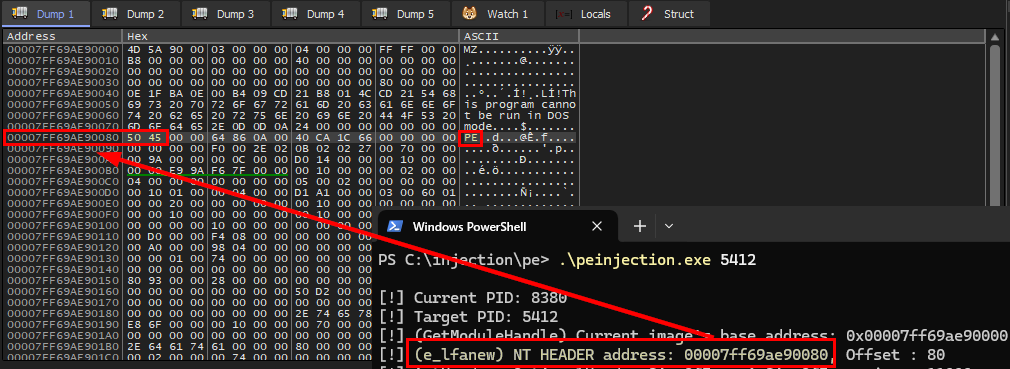 Dump 1 Dump 2 Dump 3 Dump 4 Dump 5 Watch 1 Locals Struct
Address Hex ASCII
00007FF69AE90000 4D 5A 90 00 03 00 00 00 04 00 00 00 FF FF 00 00 MZ..........ÿÿ..
00007FF69AE90010 B8 00 00 00 00 00 00 00 40 00 00 00 00 00 00 00 ¸.......@.......
00007FF69AE90020 00 00 00 00 00 00 00 00 00 00 00 00 00 00 00 00 ................
00007FF69AE90030 00 00 00 00 00 00 00 00 00 00 00 00 80 00 00 00 ................
00007FF69AE90040 0E 1F BA 0E 00 B4 09 CD 21 B8 01 4C CD 21 54 68 ..º..´.Í!¸.LÍ!Th
00007FF69AE90050 69 73 20 70 72 6F 67 72 61 6D 20 63 61 6E 6E 6F is program canno
00007FF69AE90060 74 20 62 65 20 72 75 6E 20 69 6E 20 44 4F 53 20 t be run in DOS
00007FF69AE90070 6D 6F 64 65 2E 0D 0D 0A 24 00 00 00 00 00 00 00 mode....$.......
00007FF69AE90080 50 45 00 00 64 86 0A 00 40 CA 1C 66 00 00 00 00 PE..d...@Ê.f....
00007FF69AE90090 00 00 00 00 F0 00 2E 02 0B 02 02 27 00 70 00 00 ....ð......'.p..
00007FF69AE900A0 00 9A 00 00 00 0C 00 00 D0 14 00 00 00 10 00 00 ........Ð.......
00007FF69AE900B0 00 00 E9 9A F6 7F 00 00 00 10 00 00 00 02 00 00 ..é.ö...........
00007FF69AE900C0 04 00 00 00 00 00 00 00 05 00 02 00 00 00 00 00 ................
00007FF69AE900D0 00 10 01 00 00 04 00 00 D1 A1 00 00 03 00 60 01 ........Ñ¡....`.
00007FF69AE900E0 00 00 20 00 00 00 00 00 00 10 00 00
00007FF69AE900F0 00 00 10 00 00 00 00 00 00 10 00 00
00007FF69AE90100 00 00 00 00 10 00 00 00 00 00 00 00
00007FF69AE90110 00 D0 00 00 F4 08 00 00 00 00 00 00
00007FF69AE90120 00 A0 00 00 98 04 00 00 00 00 00 00
00007FF69AE90130 00 00 01 00 74 00 00 00 00 00 00 00
00007FF69AE90140 00 00 00 00 00 00 00 00 00 00 00 00
00007FF69AE90150 80 93 00 00 28 00 00 00 00 00 00 00
00007FF69AE90160 00 00 00 00 00 00 00 00 50 D2 00 00
00007FF69AE90170 00 00 00 00 00 00 00 00 00 00 00 00
00007FF69AE90180 00 00 00 00 00 00 00 00 2E 74 65 78
00007FF69AE90190 E8 6F 00 00 00 10 00 00 00 70 00 00
00007FF69AE901A0 00 00 00 00 00 00 00 00 00 00 00 00
00007FF69AE901B0 2E 64 61 74 61 00 00 00
00007FF69AE901C0 00 02 00 00 00 74 00 00 00 00 00 00
Windows PowerShell
PS C:\injection\pe> .\peinjection.exe 5412
[!] Current PID: 8380
[!] Target PID: 5412
[!] (GetModuleHandle) Current image's base address: 0x00007ff69ae90000
[!] (e_lfanew) NT HEADER address: 00007ff69ae90080, Offset : 80